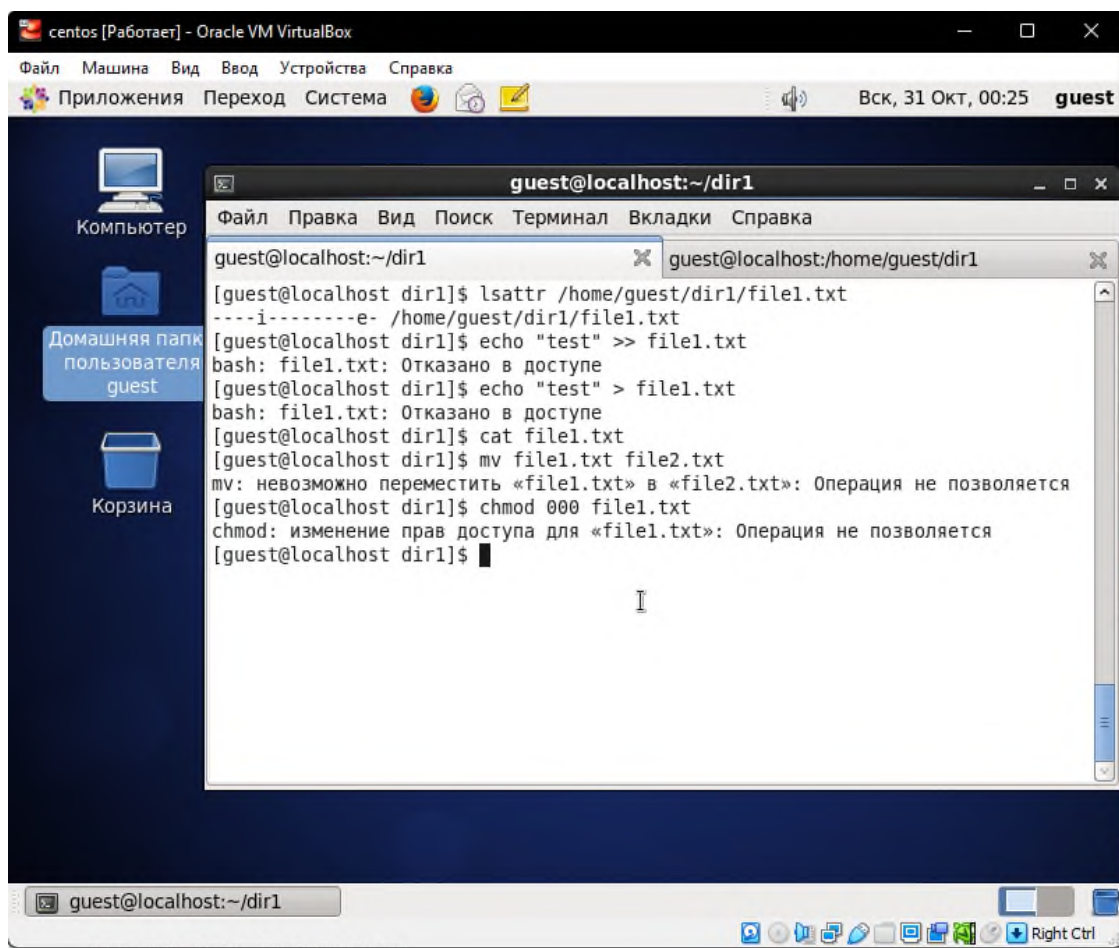 centos [Работает] - Oracle VM VirtualBox
Файл Машина Вид Ввод Устройства Справка
Приложения Переход Система Вск, 31 Окт, 00:25 guest
Компьютер
Домашняя папк
пользователя
guest
Корзина
guest@localhost:~/dir1
Файл Правка Вид Поиск Терминал Вкладки Справка
guest@localhost:~/dir1 guest@localhost:/home/guest/dir1
[guest@localhost dir1]$ lsattr /home/guest/dir1/file1.txt
----i--------e- /home/guest/dir1/file1.txt
[guest@localhost dir1]$ echo "test" >> file1.txt
bash: file1.txt: Отказано в доступе
[guest@localhost dir1]$ echo "test" > file1.txt
bash: file1.txt: Отказано в доступе
[guest@localhost dir1]$ cat file1.txt
[guest@localhost dir1]$ mv file1.txt file2.txt
mv: невозможно переместить «file1.txt» в «file2.txt»: Операция не позволяется
[guest@localhost dir1]$ chmod 000 file1.txt
chmod: изменение прав доступа для «file1.txt»: Операция не позволяется
[guest@localhost dir1]$
guest@localhost:~/dir1
Right Ctrl